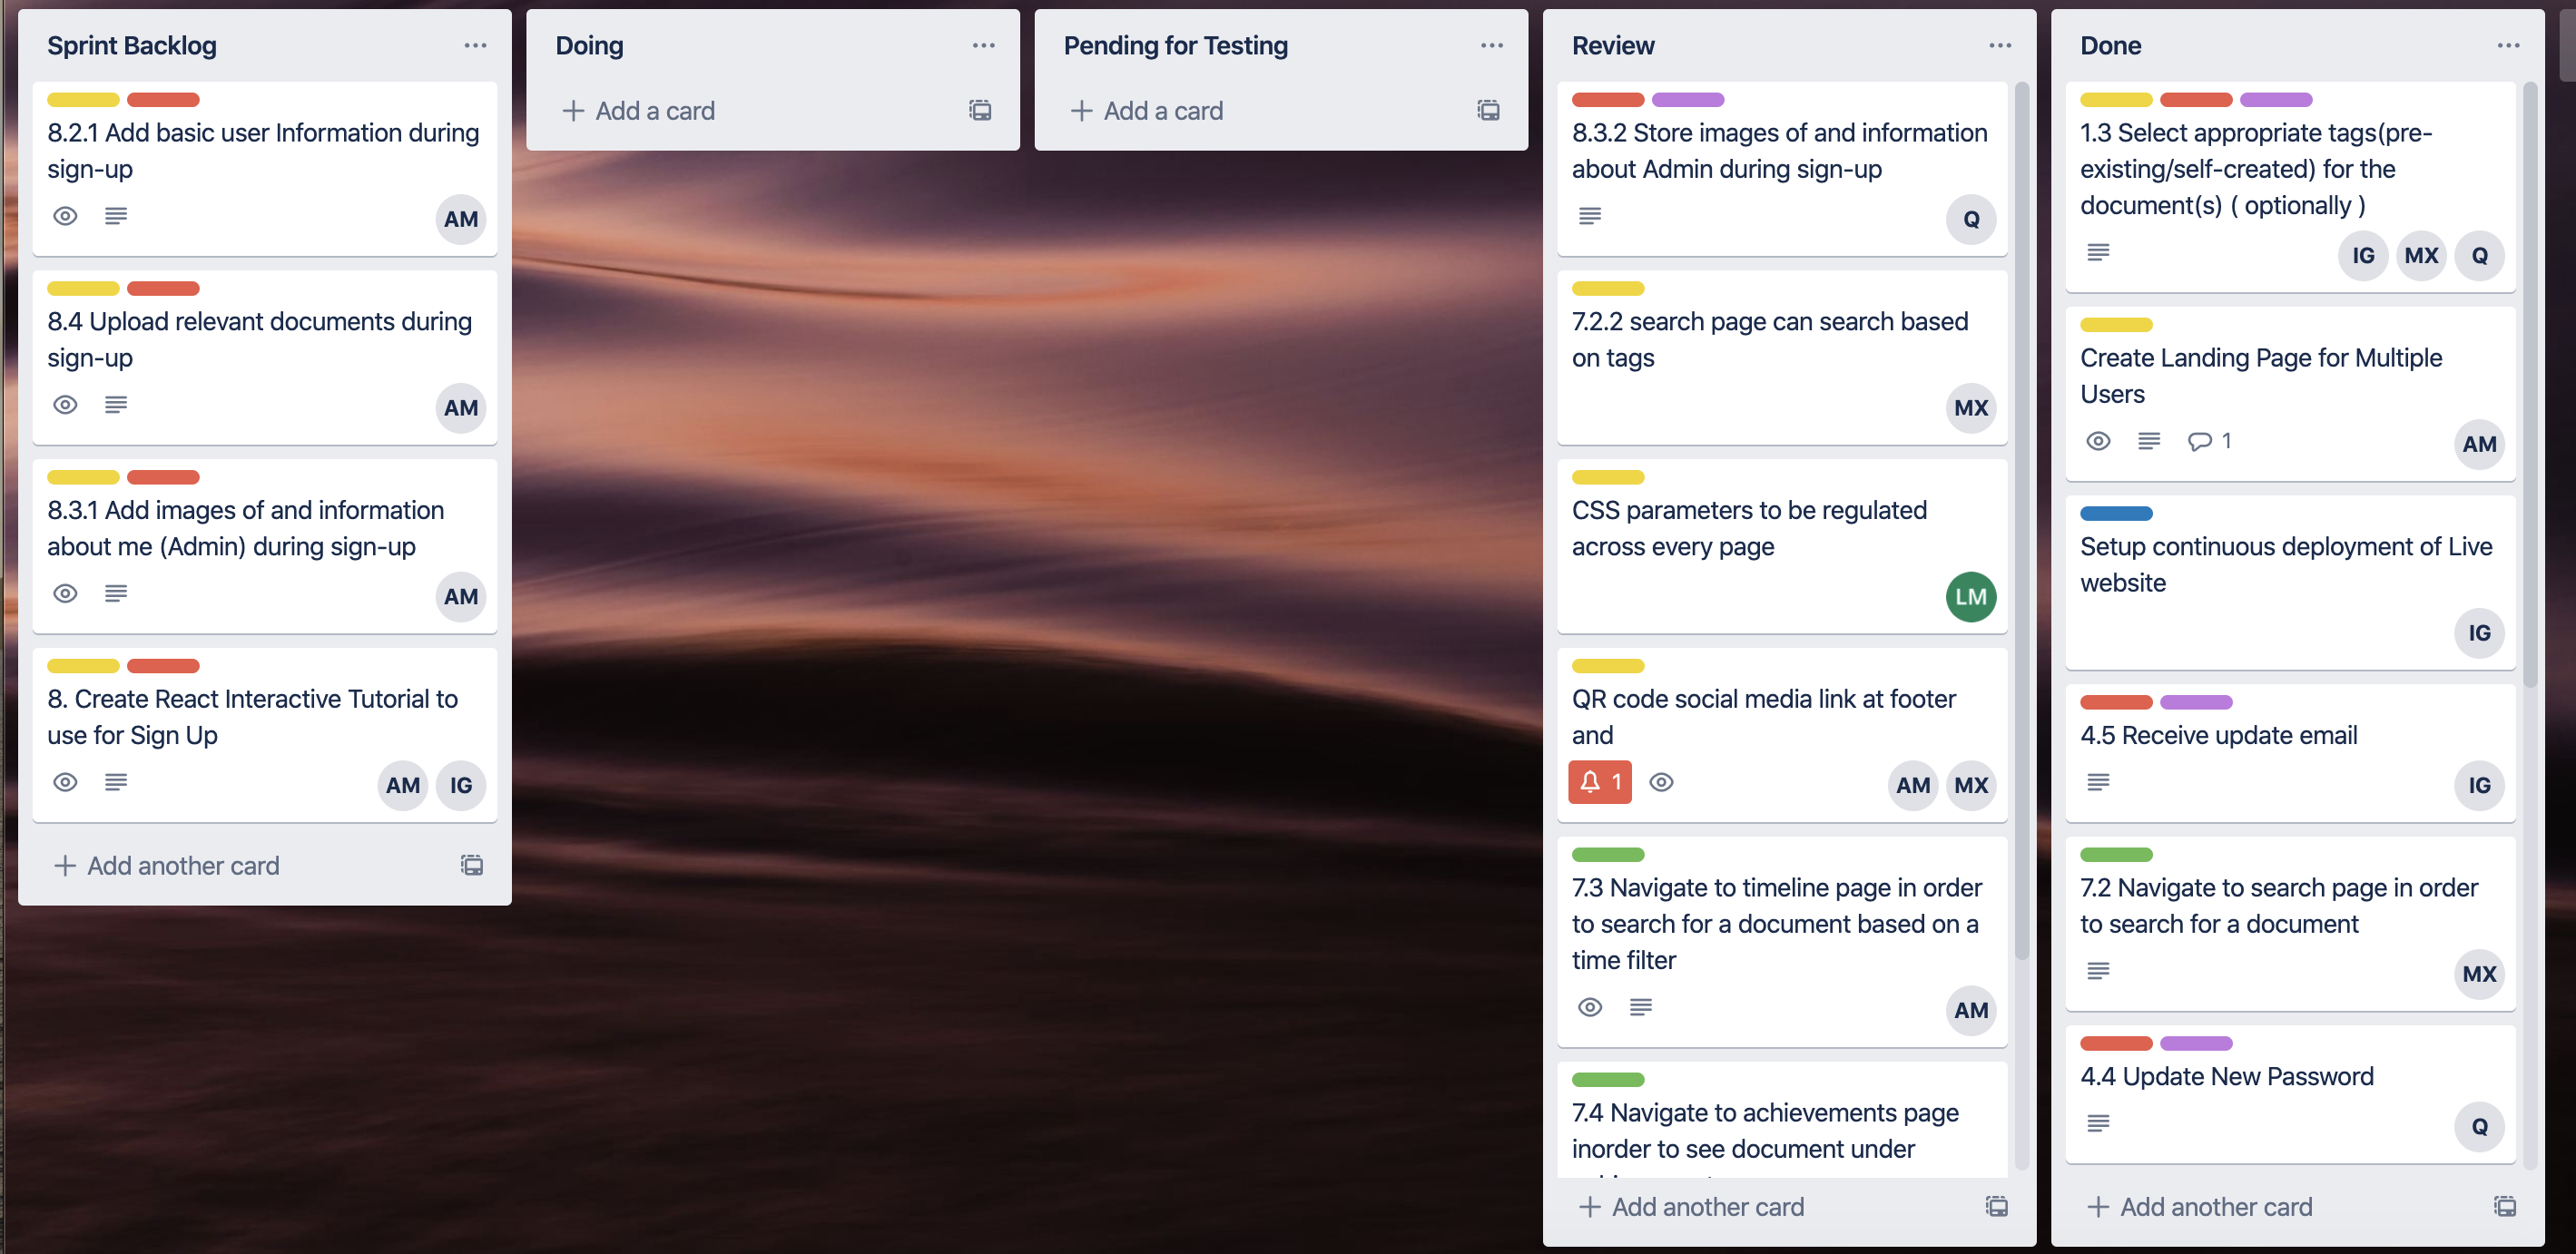 Sprint Backlog
8.2.1 Add basic user Information during
sign-up
AM
8.4 Upload relevant documents during
sign-up
AM
8.3.1 Add images of and information
about me (Admin) during sign-up
AM
8. Create React Interactive Tutorial to
use for Sign Up
AM IG
Add another card
Doing
Add a card
Pending for Testing
Add a card
Review
8.3.2 Store images of and information
about Admin during sign-up
Q
7.2.2 search page can search based
on tags
MX
CSS parameters to be regulated
across every page
LM
QR code social media link at footer
and
1 AM MX
7.3 Navigate to timeline page in order
to search for a document based on a
time filter
AM
7.4 Navigate to achievements page
inorder to see document under
Add another card
Done
1.3 Select appropriate tags(pre-
existing/self-created) for the
document(s) ( optionally )
IG MX Q
Create Landing Page for Multiple
Users
1 AM
Setup continuous deployment of Live
website
IG
4.5 Receive update email
IG
7.2 Navigate to search page in order
to search for a document
MX
4.4 Update New Password
Q
Add another card